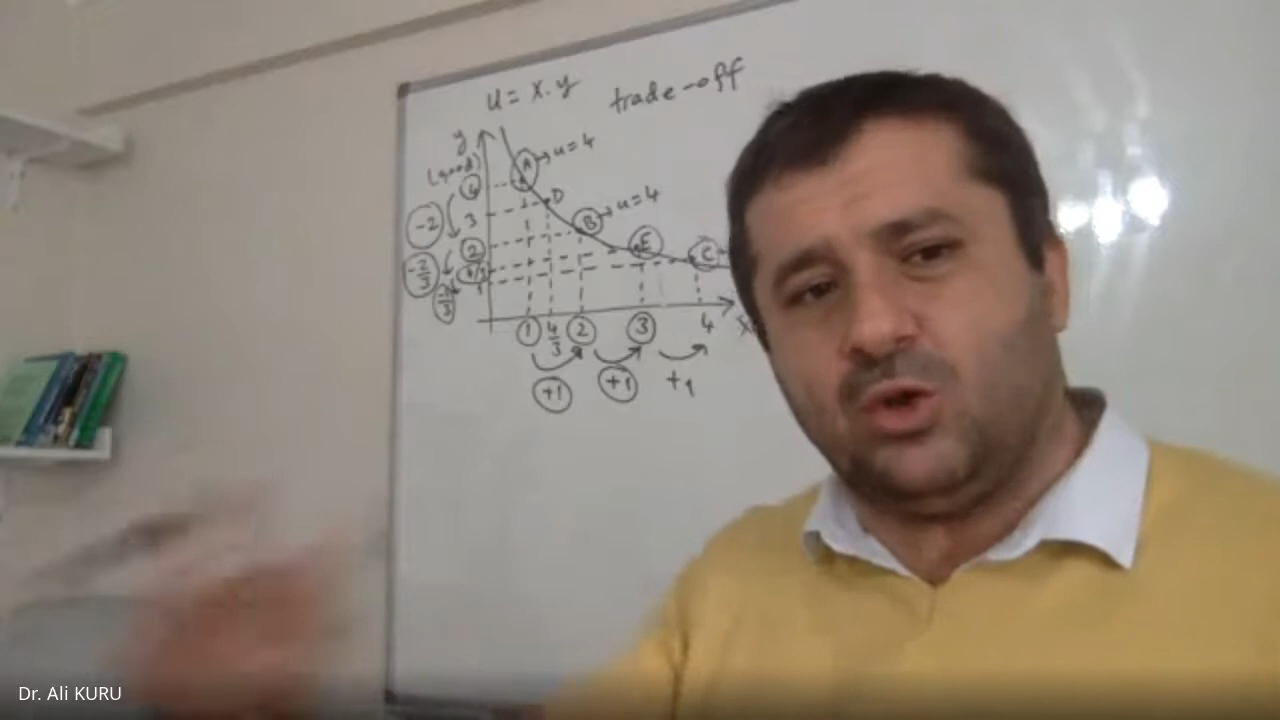 u = x.y
trade-off
y
(good)
A → u=4
4
D
3
-2
B → u=4
2
E
C
4/3
-2/3
1
-1/3
1 4/3 2 3 4 x
+1 +1 +1
Dr. Ali KURU